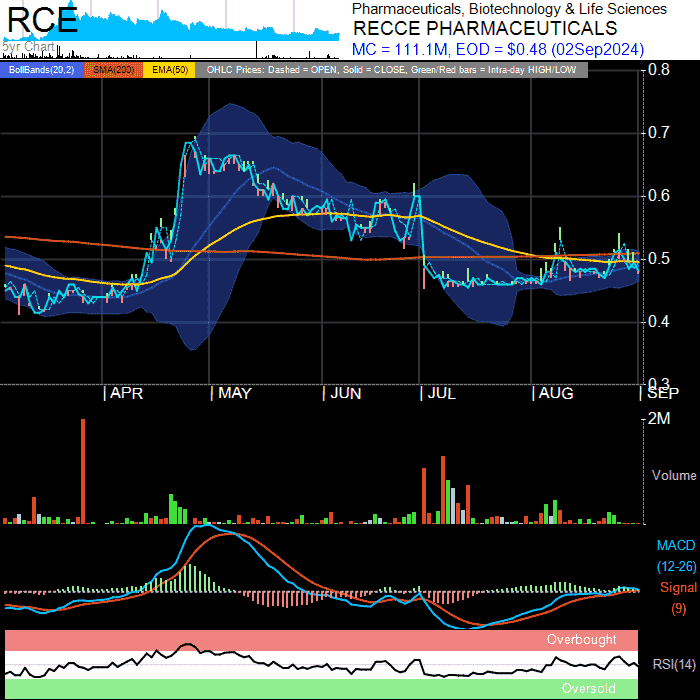 RCE
5yr Chart
Pharmaceuticals, Biotechnology & Life Sciences
RECCE PHARMACEUTICALS
MC = 111.1M, EOD = $0.48 (02Sep2024)
BollBands(20,2) SMA(200) EMA(50) OHLC Prices: Dashed = OPEN, Solid = CLOSE, Green/Red bars = Intra-day HIGH/LOW
0.8
0.7
0.6
0.5
0.4
0.3
APR MAY JUN JUL AUG SEP
2M
Volume
MACD
(12-26)
Signal
(9)
Overbought
RSI(14)
Oversold